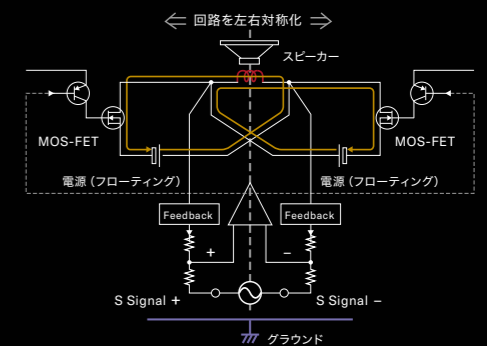 回路を左右対称化
スピーカー
MOS-FET
MOS-FET
電源（フローティング）
電源（フローティング）
Feedback
Feedback
+
−
S Signal +
S Signal −
グラウンド